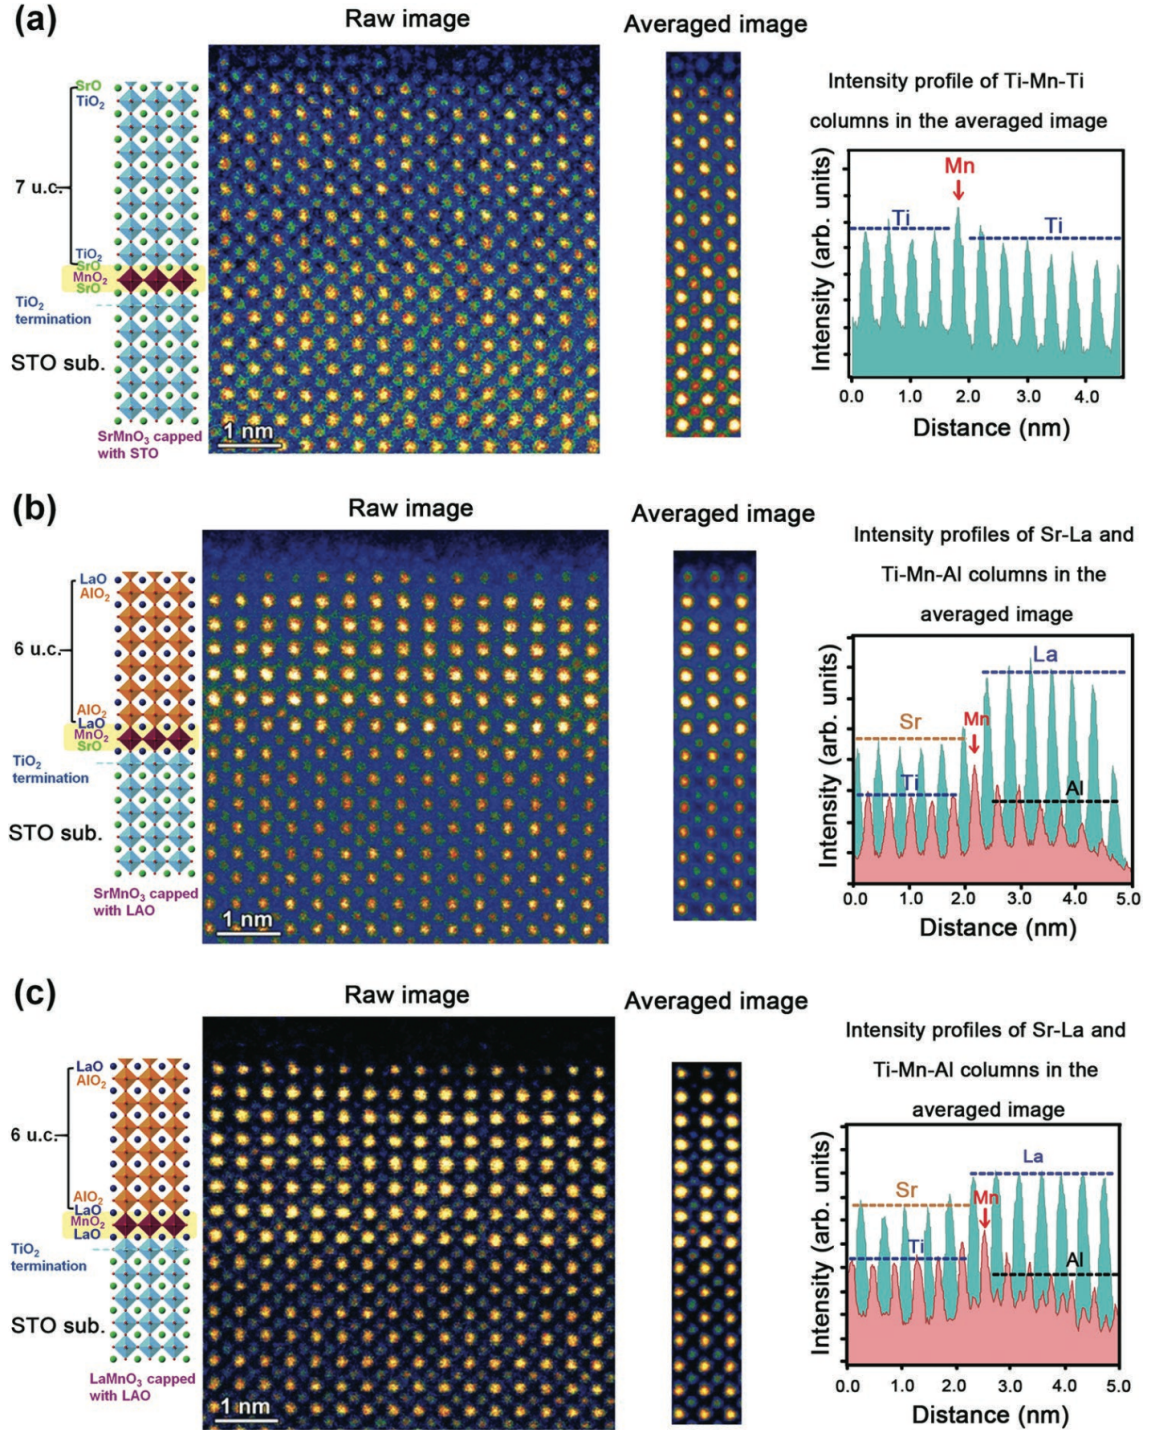 (a)
Raw image
Averaged image
Intensity profile of Ti-Mn-Ti
columns in the averaged image
SrO
TiO₂
7 u.c.
TiO₂
SrO
MnO₂
SrO
TiO₂
termination
STO sub.
SrMnO₃ capped
with STO
1 nm
Intensity (arb. units)
Mn
Ti
Ti
0.0 1.0 2.0 3.0 4.0
Distance (nm)
(b)
Raw image
Averaged image
Intensity profiles of Sr-La and
Ti-Mn-Al columns in the
averaged image
LaO
AlO₂
6 u.c.
AlO₂
LaO
MnO₂
SrO
TiO₂
termination
STO sub.
SrMnO₃ capped
with LAO
1 nm
Intensity (arb. units)
La
Sr
Mn
Ti
Al
0.0 1.0 2.0 3.0 4.0 5.0
Distance (nm)
(c)
Raw image
Averaged image
Intensity profiles of Sr-La and
Ti-Mn-Al columns in the
averaged image
LaO
AlO₂
6 u.c.
AlO₂
LaO
MnO₂
LaO
TiO₂
termination
STO sub.
LaMnO₃ capped
with LAO
1 nm
Intensity (arb. units)
La
Sr
Mn
Ti
Al
0.0 1.0 2.0 3.0 4.0 5.0
Distance (nm)